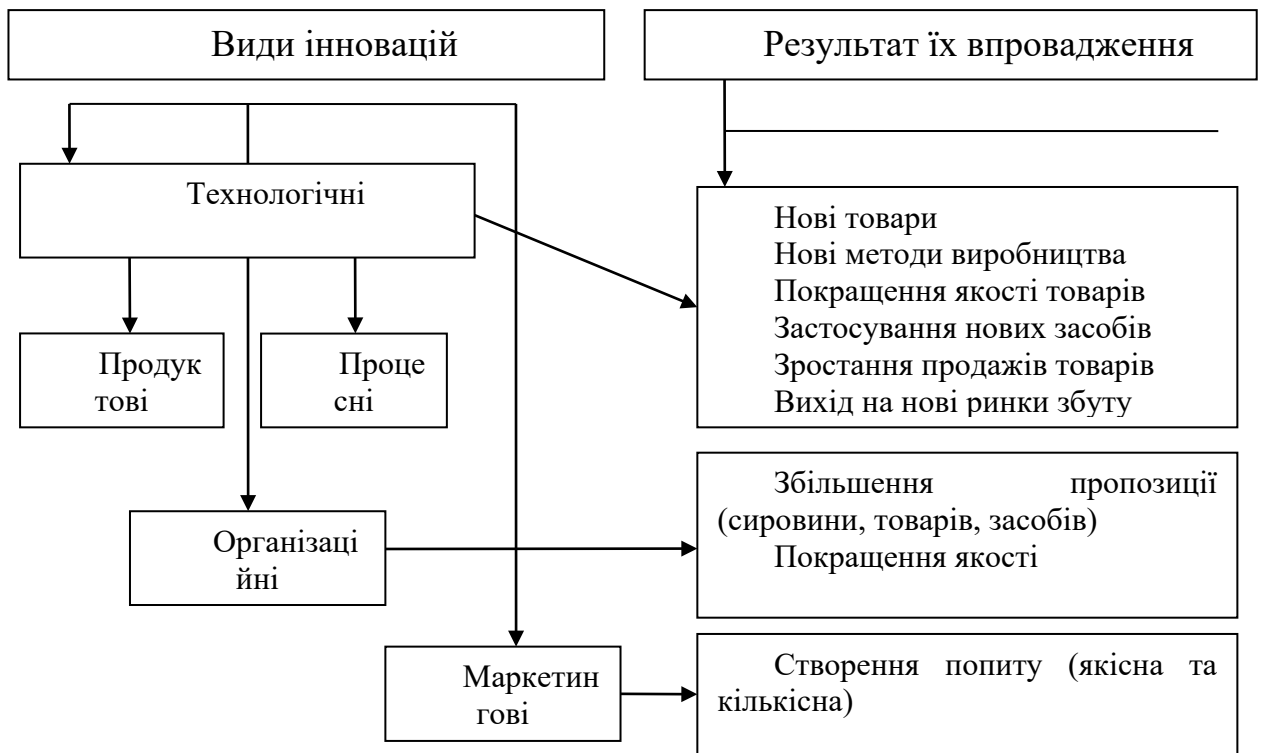 Види інновацій
Результат їх впровадження
Технологічні
Продук
тові
Проце
сні
Організаці
йні
Маркетин
гові
Нові товари
Нові методи виробництва
Покращення якості товарів
Застосування нових засобів
Зростання продажів товарів
Вихід на нові ринки збуту
Збільшення пропозиції
(сировини, товарів, засобів)
Покращення якості
Створення попиту (якісна та
кількісна)